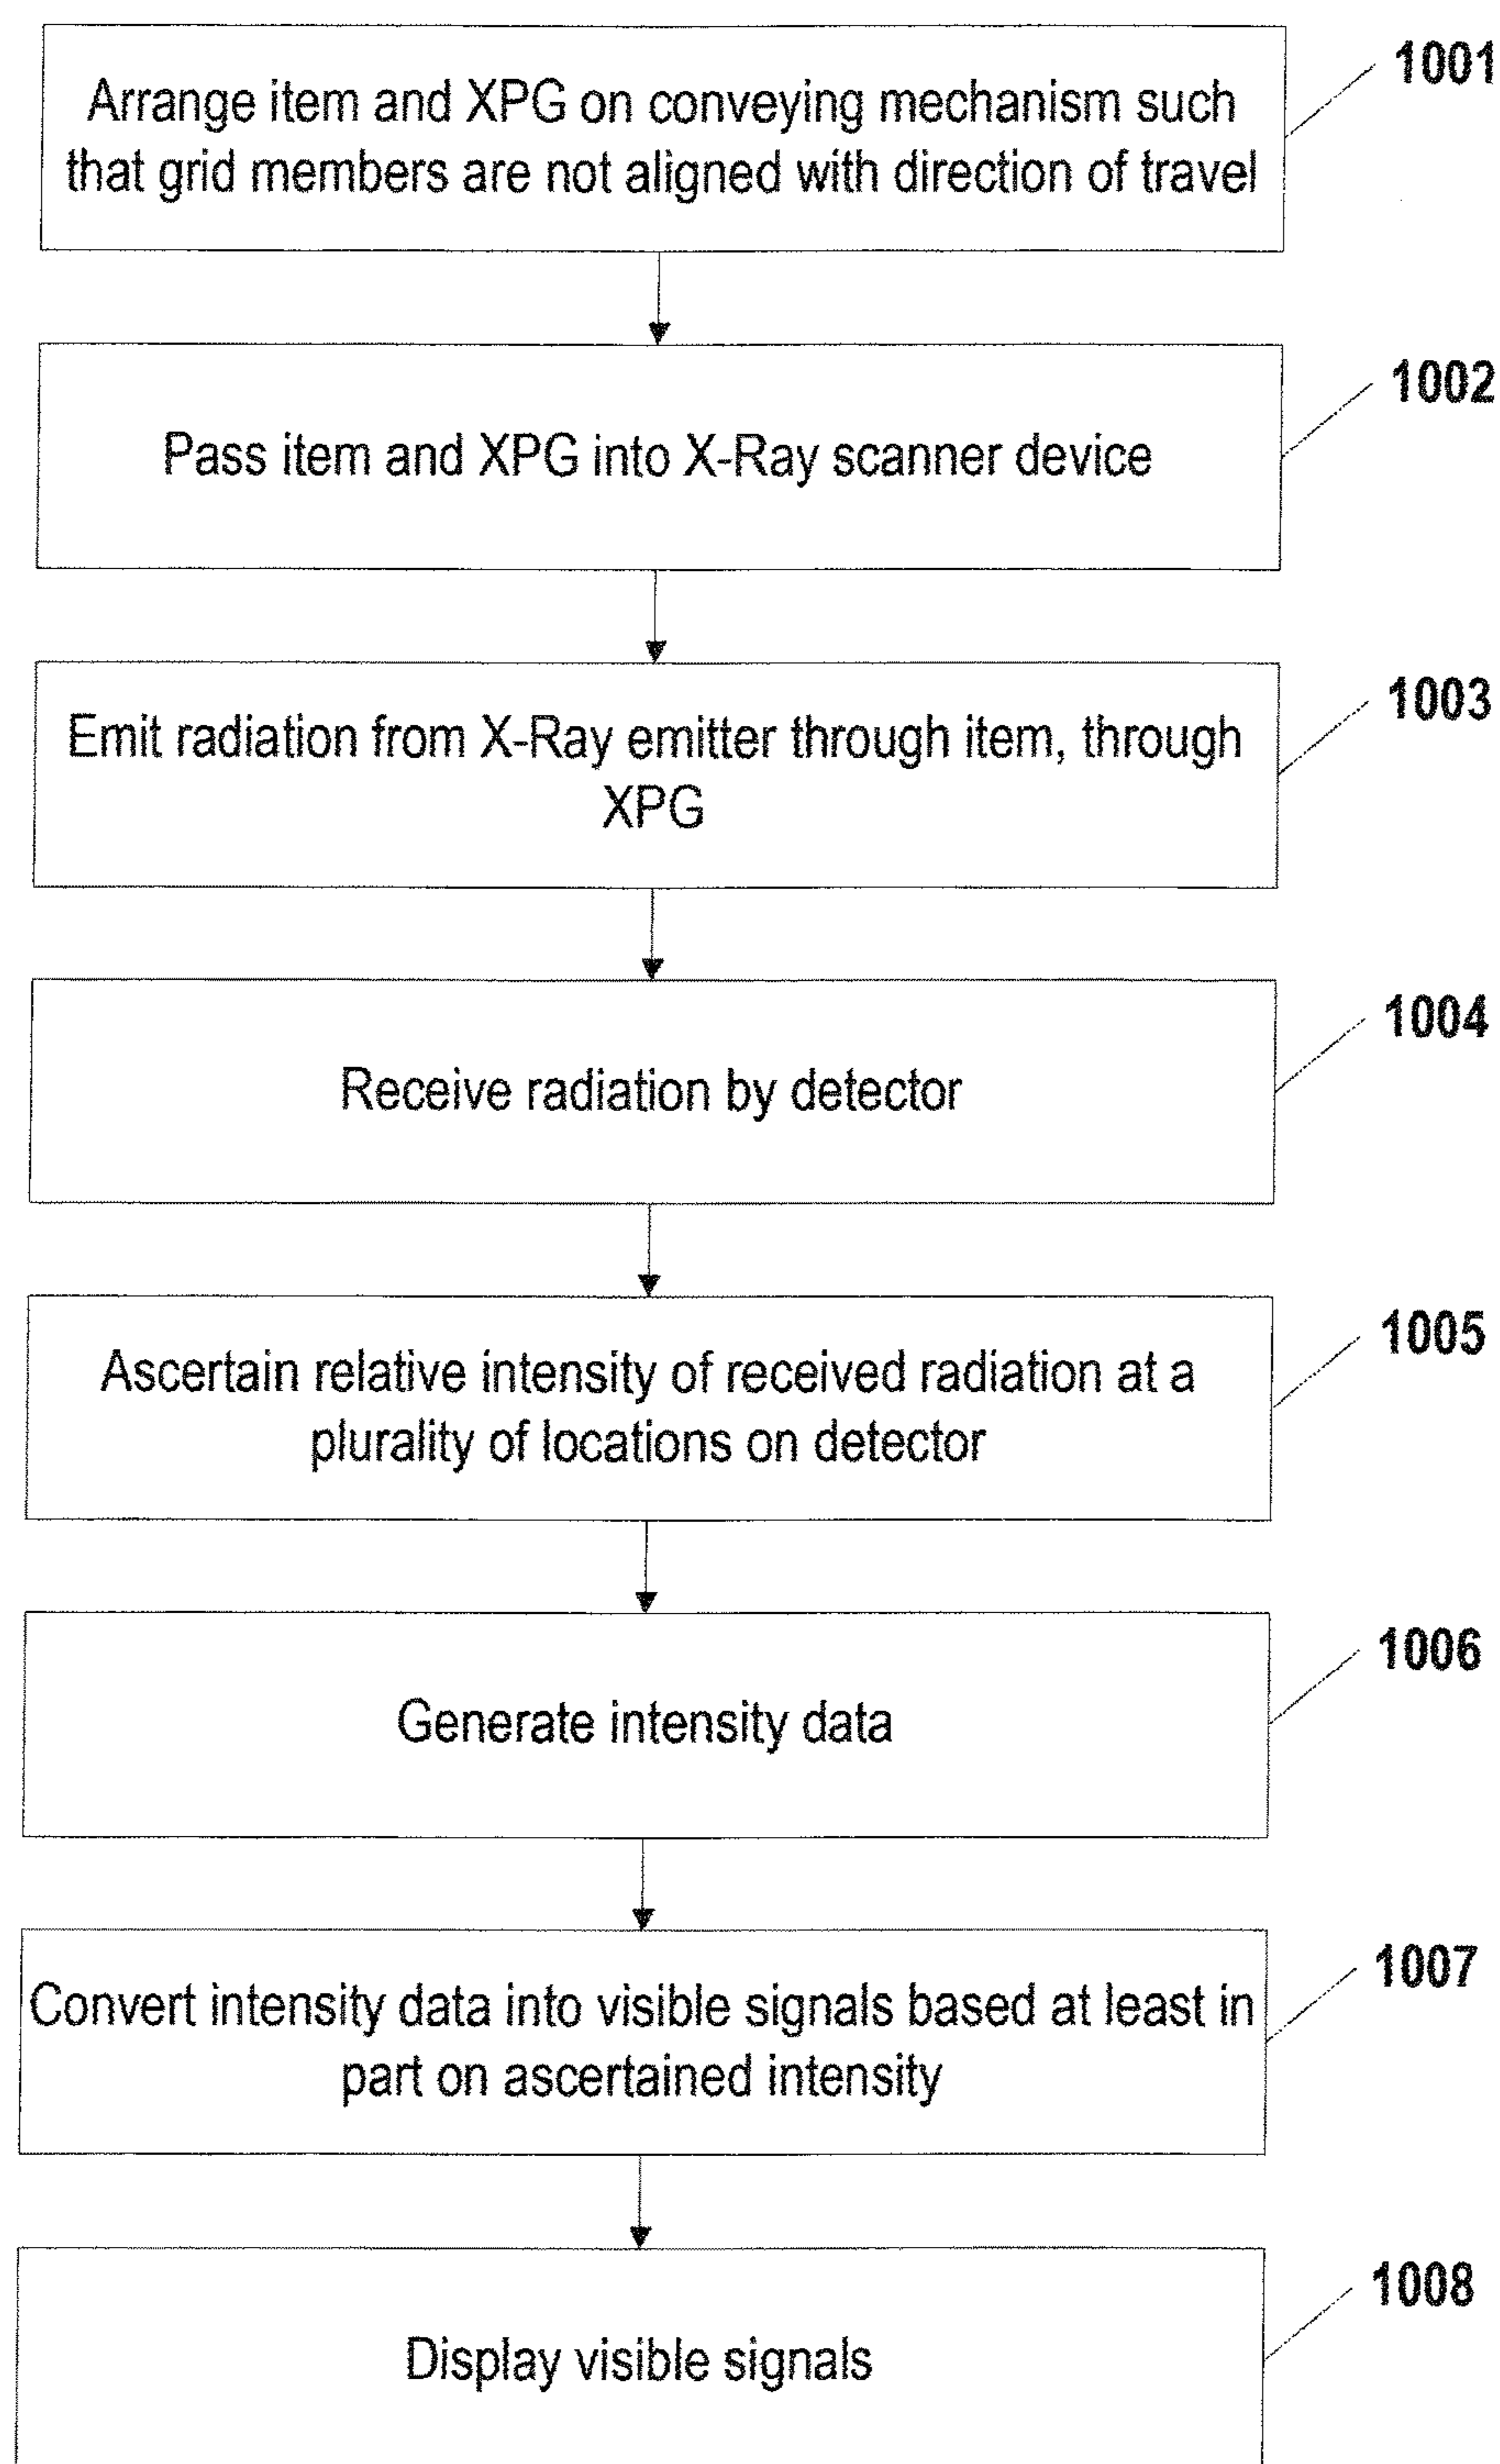 Arrange item and XPG on conveying mechanism such
that grid members are not aligned with direction of travel
1001
Pass item and XPG into X-Ray scanner device
1002
Emit radiation from X-Ray emitter through item, through
XPG
1003
Receive radiation by detector
1004
Ascertain relative intensity of received radiation at a
plurality of locations on detector
1005
Generate intensity data
1006
Convert intensity data into visible signals based at least in
part on ascertained intensity
1007
Display visible signals
1008